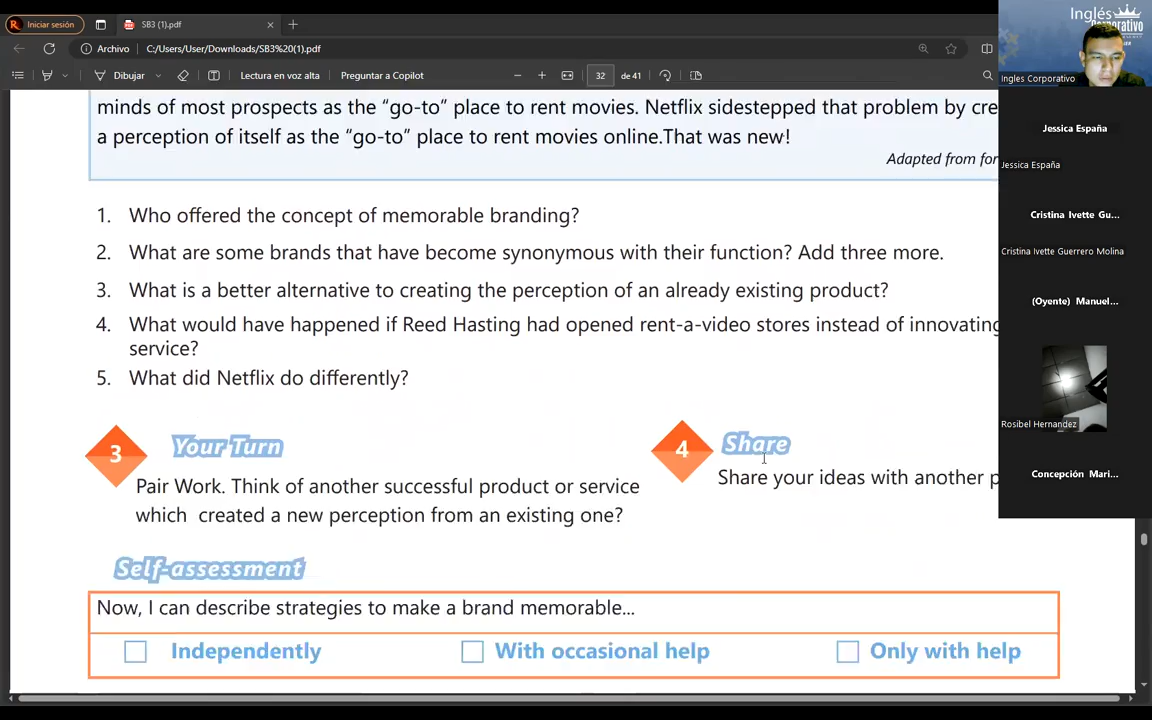 Iniciar sesión
SB3 (1).pdf
Archivo
C:/Users/User/Downloads/SB3%20(1).pdf
Dibujar
Lectura en voz alta
Preguntar a Copilot
32
de 41
minds of most prospects as the “go-to” place to rent movies. Netflix sidestepped that problem by cre
a perception of itself as the “go-to” place to rent movies online.That was new!
Adapted from for
1. Who offered the concept of memorable branding?
2. What are some brands that have become synonymous with their function? Add three more.
3. What is a better alternative to creating the perception of an already existing product?
4. What would have happened if Reed Hasting had opened rent-a-video stores instead of innovating
service?
5. What did Netflix do differently?
3
Your Turn
Pair Work. Think of another successful product or service
which created a new perception from an existing one?
4
Share
Share your ideas with another p
Self-assessment
Now, I can describe strategies to make a brand memorable...
Independently
With occasional help
Only with help
Inglés
Corporativo
Ingles Corporativo
Jessica España
Jessica España
Cristina Ivette Gu...
Cristina Ivette Guerrero Molina
(Oyente) Manuel...
Rosibel Hernandez
Concepción Mari...